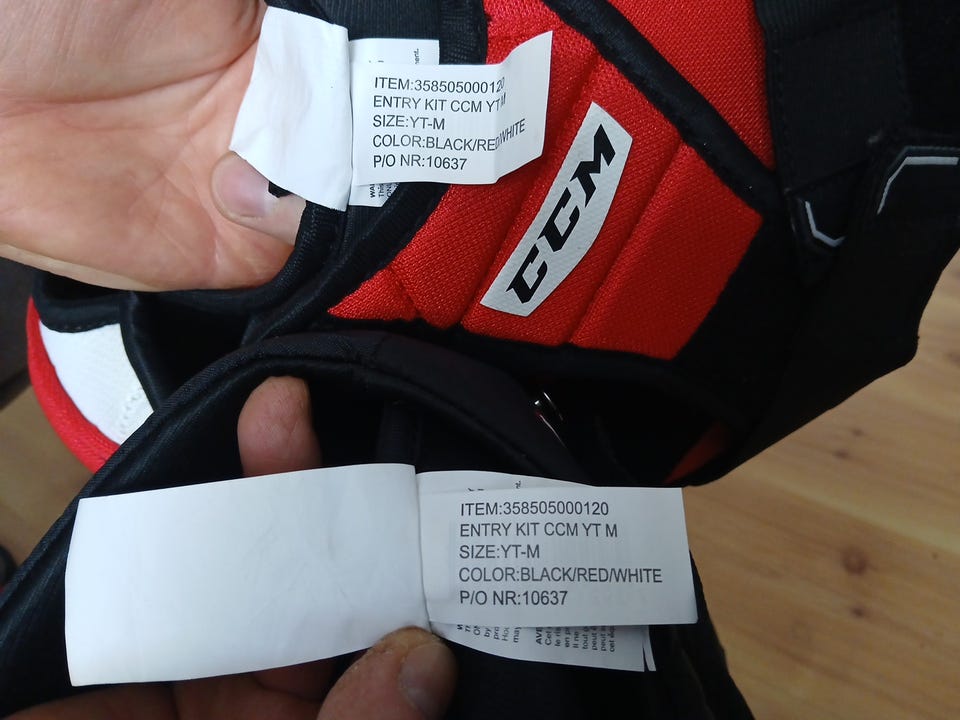 ITEM:358505000120
ENTRY KIT CCM YT M
SIZE:YT-M
COLOR:BLACK/RED/WHITE
P/O NR:10637
CCM
ITEM:358505000120
ENTRY KIT CCM YT M
SIZE:YT-M
COLOR:BLACK/RED/WHITE
P/O NR:10637